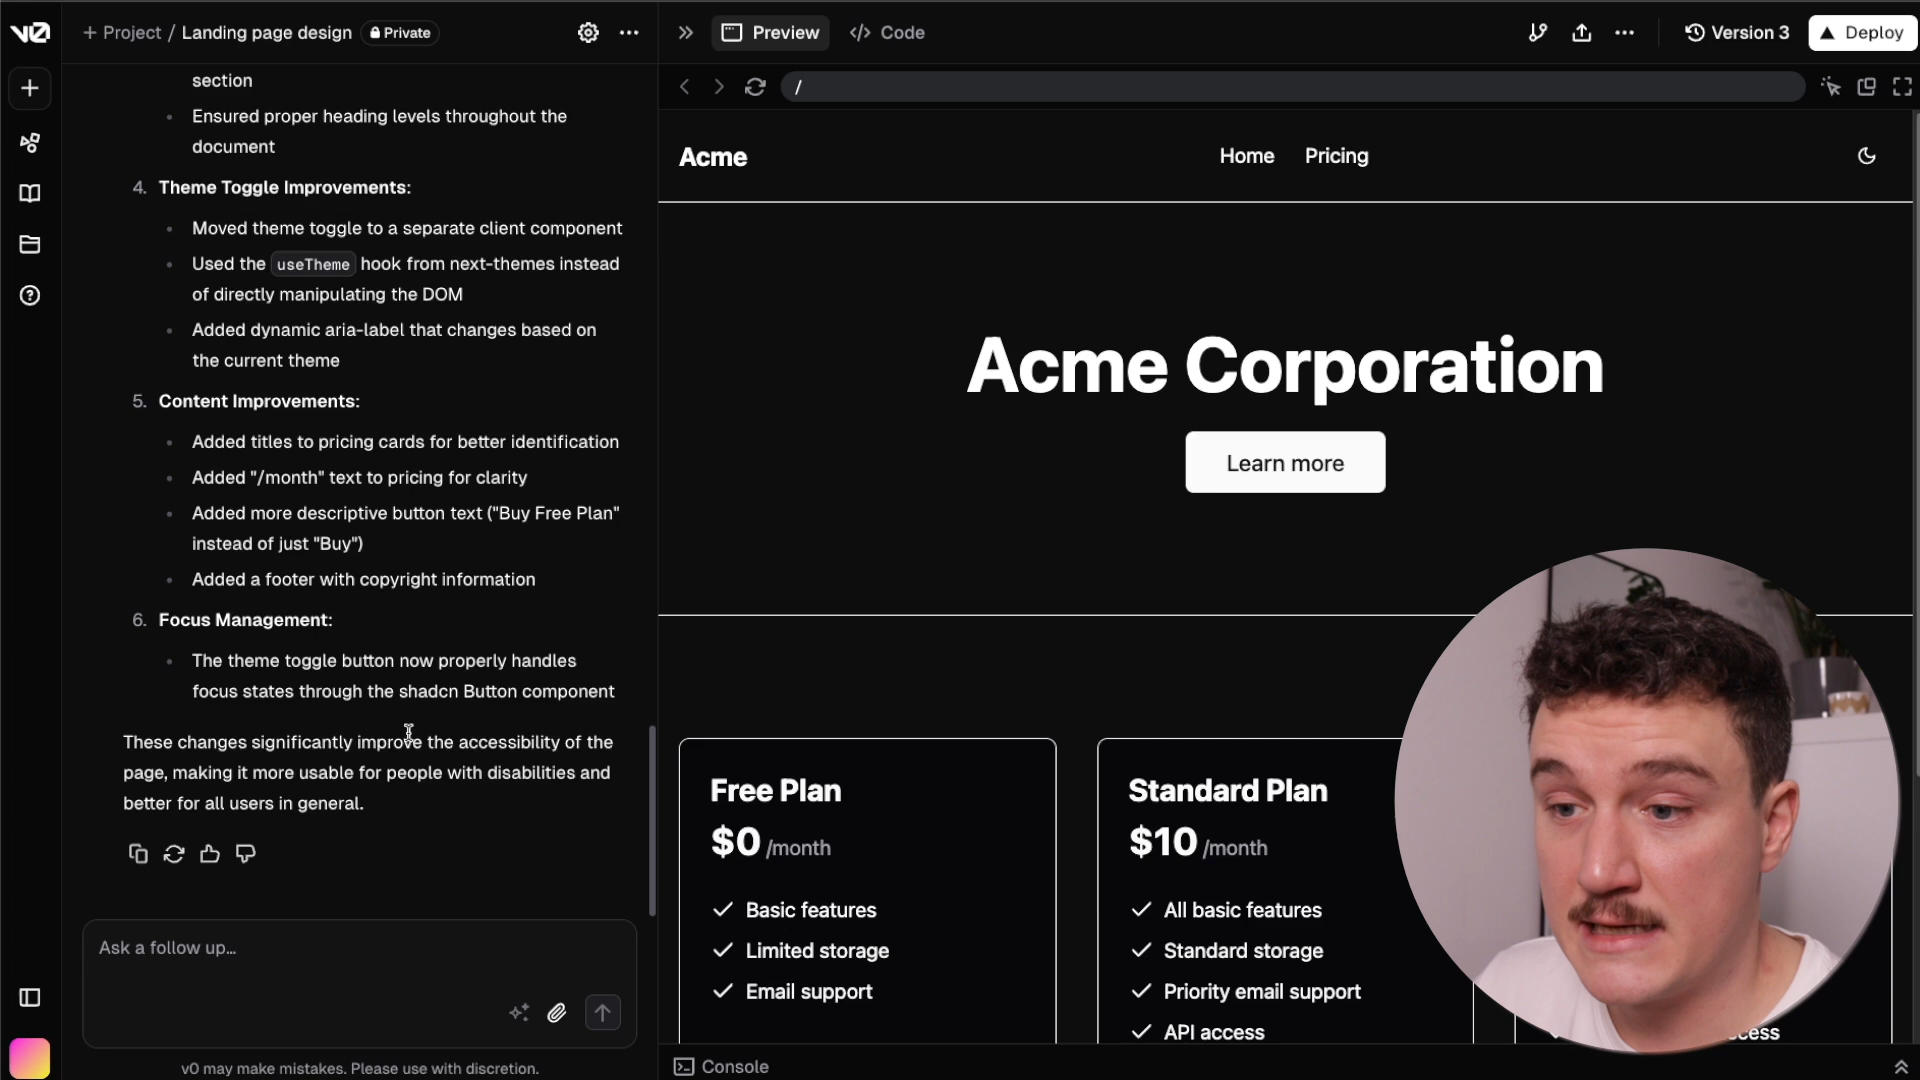 v0
+ Project / Landing page design Private
section
Ensured proper heading levels throughout the
document
4. Theme Toggle Improvements:
Moved theme toggle to a separate client component
Used the useTheme hook from next-themes instead
of directly manipulating the DOM
Added dynamic aria-label that changes based on
the current theme
5. Content Improvements:
Added titles to pricing cards for better identification
Added "/month" text to pricing for clarity
Added more descriptive button text ("Buy Free Plan"
instead of just "Buy")
Added a footer with copyright information
6. Focus Management:
The theme toggle button now properly handles
focus states through the shadcn Button component
These changes significantly improve the accessibility of the
page, making it more usable for people with disabilities and
better for all users in general.
Ask a follow up...
v0 may make mistakes. Please use with discretion.
Preview </> Code
Version 3
Deploy
/
Acme
Home Pricing
Acme Corporation
Learn more
Free Plan
$0 /month
Basic features
Limited storage
Email support
Standard Plan
$10 /month
All basic features
Standard storage
Priority email support
API access
Console